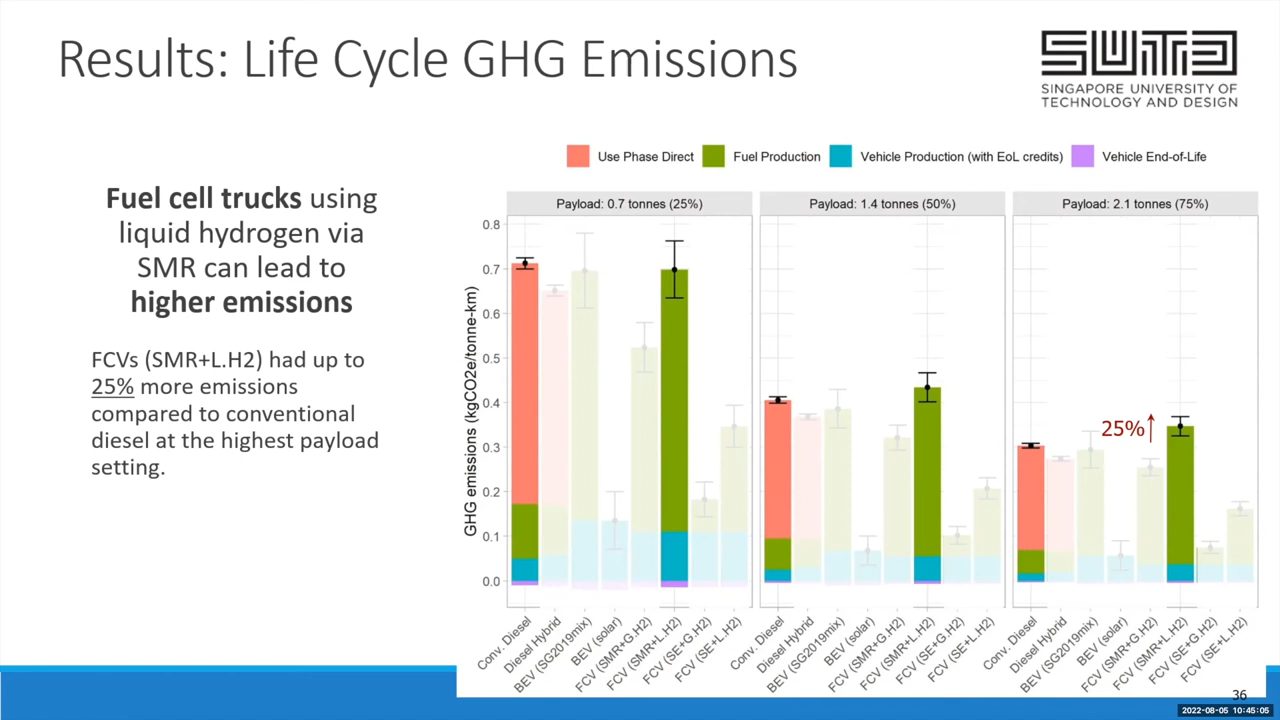 Results: Life Cycle GHG Emissions
SINGAPORE UNIVERSITY OF
TECHNOLOGY AND DESIGN
Fuel cell trucks using
liquid hydrogen via
SMR can lead to
higher emissions
FCVs (SMR+L.H2) had up to
25% more emissions
compared to conventional
diesel at the highest payload
setting.
Use Phase Direct
Fuel Production
Vehicle Production (with EoL credits)
Vehicle End-of-Life
Payload: 0.7 tonnes (25%)
Payload: 1.4 tonnes (50%)
Payload: 2.1 tonnes (75%)
GHG emissions (kgCO2e/tonne-km)
0.8
0.7
0.6
0.5
0.4
0.3
0.2
0.1
0.0
25%
Conv. Diesel
Diesel Hybrid
BEV (SG2019mix)
BEV (solar)
FCV (SMR+G.H2)
FCV (SMR+L.H2)
FCV (SE+G.H2)
FCV (SE+L.H2)
Conv. Diesel
Diesel Hybrid
BEV (SG2019mix)
BEV (solar)
FCV (SMR+G.H2)
FCV (SMR+L.H2)
FCV (SE+G.H2)
FCV (SE+L.H2)
Conv. Diesel
Diesel Hybrid
BEV (SG2019mix)
BEV (solar)
FCV (SMR+G.H2)
FCV (SMR+L.H2)
FCV (SE+G.H2)
FCV (SE+L.H2)
36
2022-08-05 10:45:05